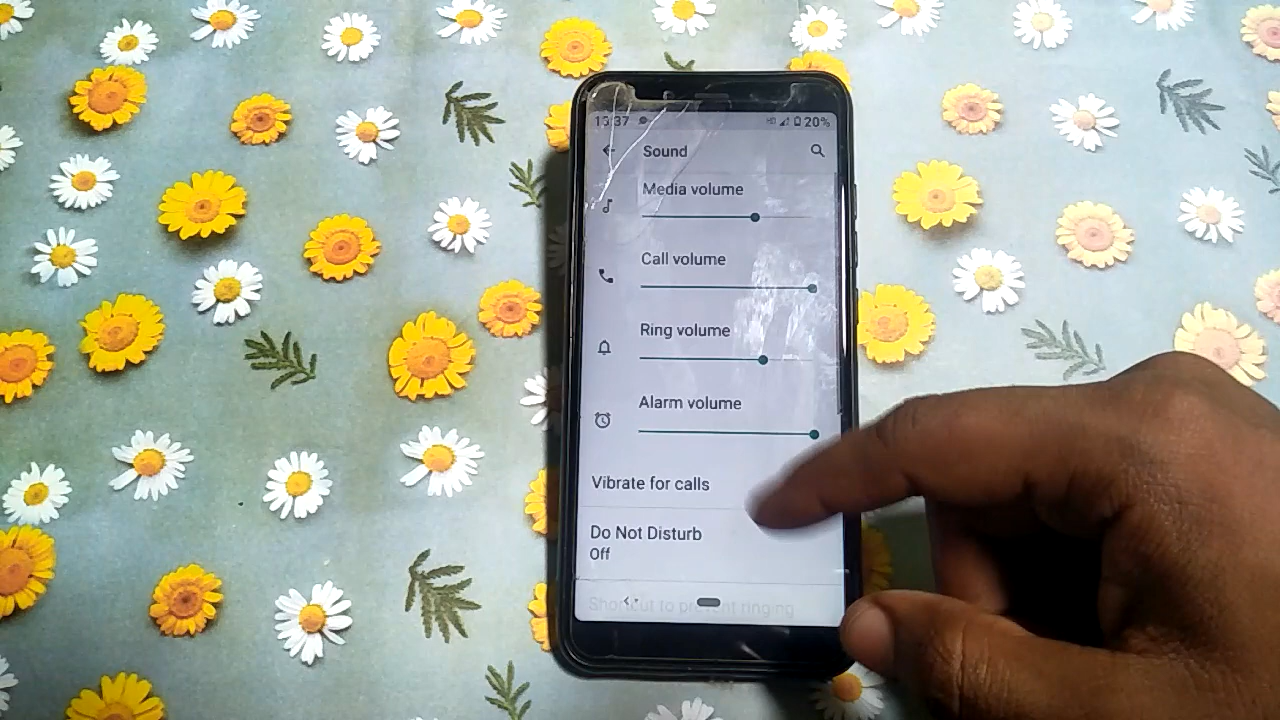 13:37 HD 20%
Sound
Media volume
Call volume
Ring volume
Alarm volume
Vibrate for calls
Do Not Disturb
Off
Shortcut to prevent ringing